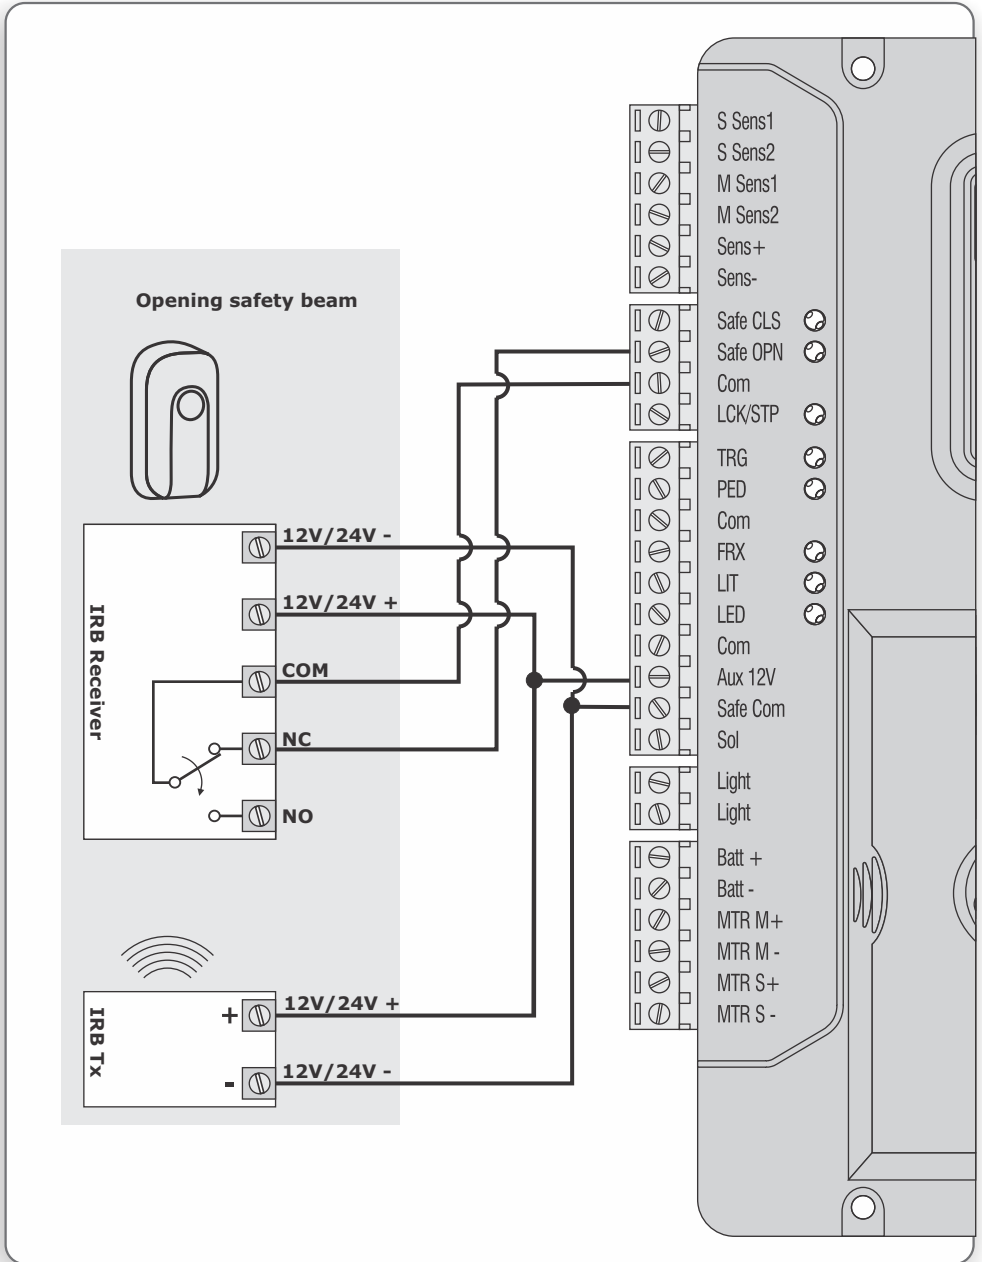 Opening safety beam
12V/24V -
12V/24V +
IRB Receiver
COM
NC
NO
12V/24V +
+
IRB Tx
12V/24V -
-
S Sens1
S Sens2
M Sens1
M Sens2
Sens+
Sens-
Safe CLS
Safe OPN
Com
LCK/STP
TRG
PED
Com
FRX
LIT
LED
Com
Aux 12V
Safe Com
Sol
Light
Light
Batt +
Batt -
MTR M+
MTR M -
MTR S+
MTR S -